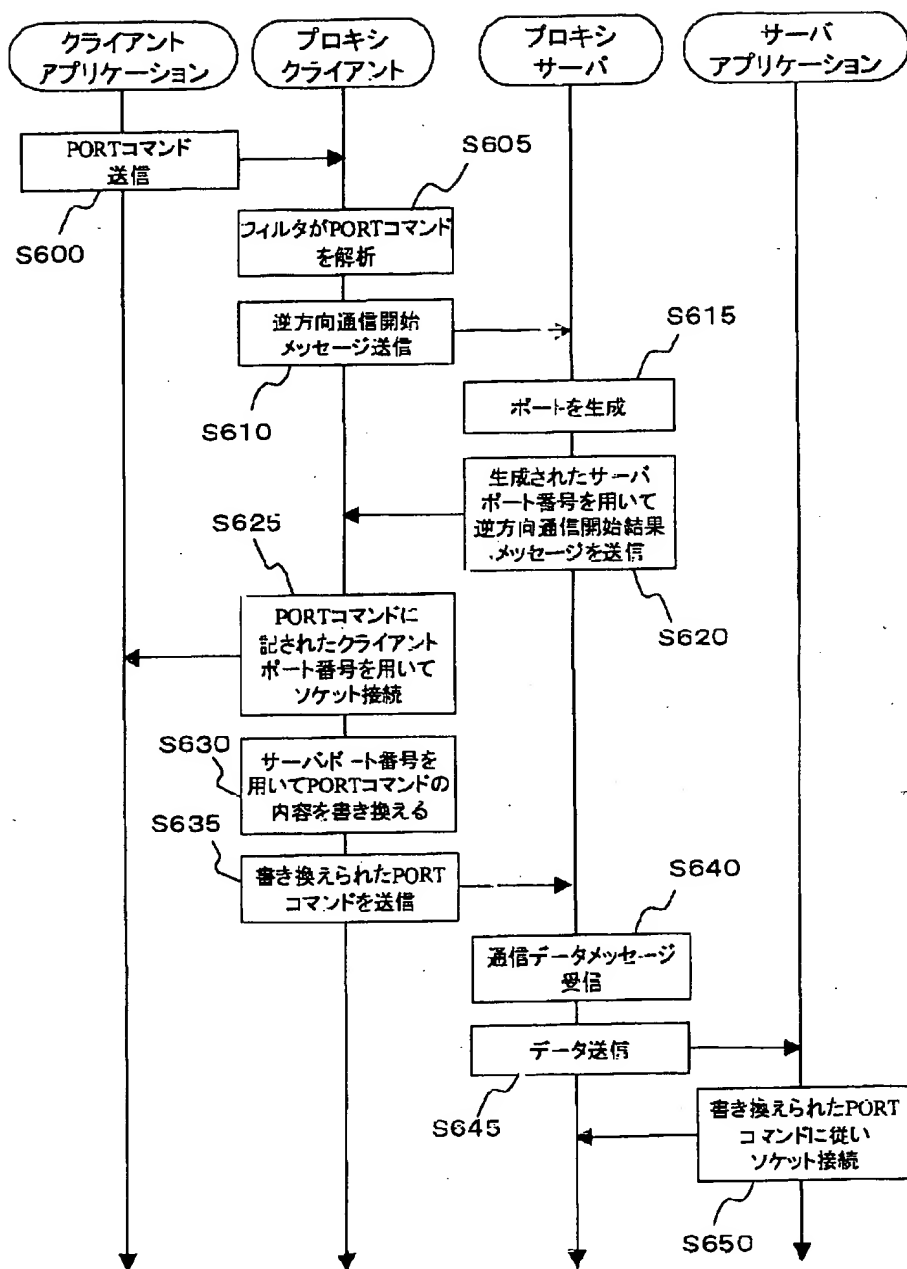 クライアント
アプリケーション
プロキシ
クライアント
プロキシ
サーバ
サーバ
アプリケーション
PORTコマンド
送信
S600
S605
フィルタがPORTコマンド
を解析
逆方向通信開始
メッセージ送信
S610
S615
ポートを生成
生成されたサーバ
ポート番号を用いて
逆方向通信開始結果
メッセージを送信
S620
S625
PORTコマンドに
記されたクライアント
ポート番号を用いて
ソケット接続
S630
サーバポート番号を
用いてPORTコマンドの
内容を書き換える
S635
書き換えられたPORT
コマンドを送信
S640
通信データメッセージ
受信
データ送信
S645
書き換えられたPORT
コマンドに従い
ソケット接続
S650